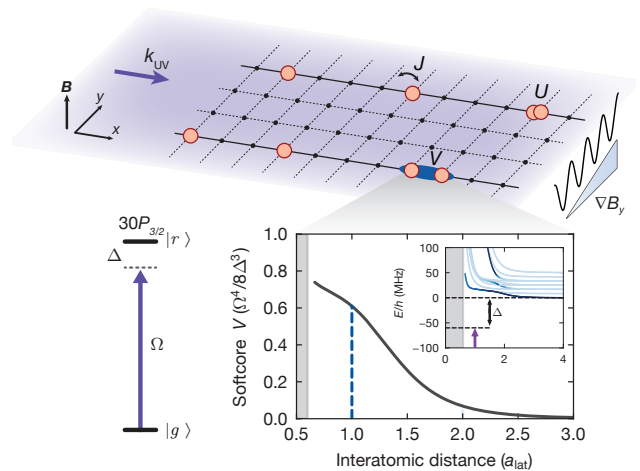 k_UV
B
y
x
J
U
V
∇B_y
30P_3/2 |r⟩
Δ
Ω
|g⟩
Softcore V (Ω⁴/8Δ³)
1.0
0.8
0.6
0.4
0.2
0.0
0.5 1.0 1.5 2.0 2.5 3.0
Interatomic distance (a_lat)
E/h (MHz)
100
50
0
−50
−100
0 2 4
Δ